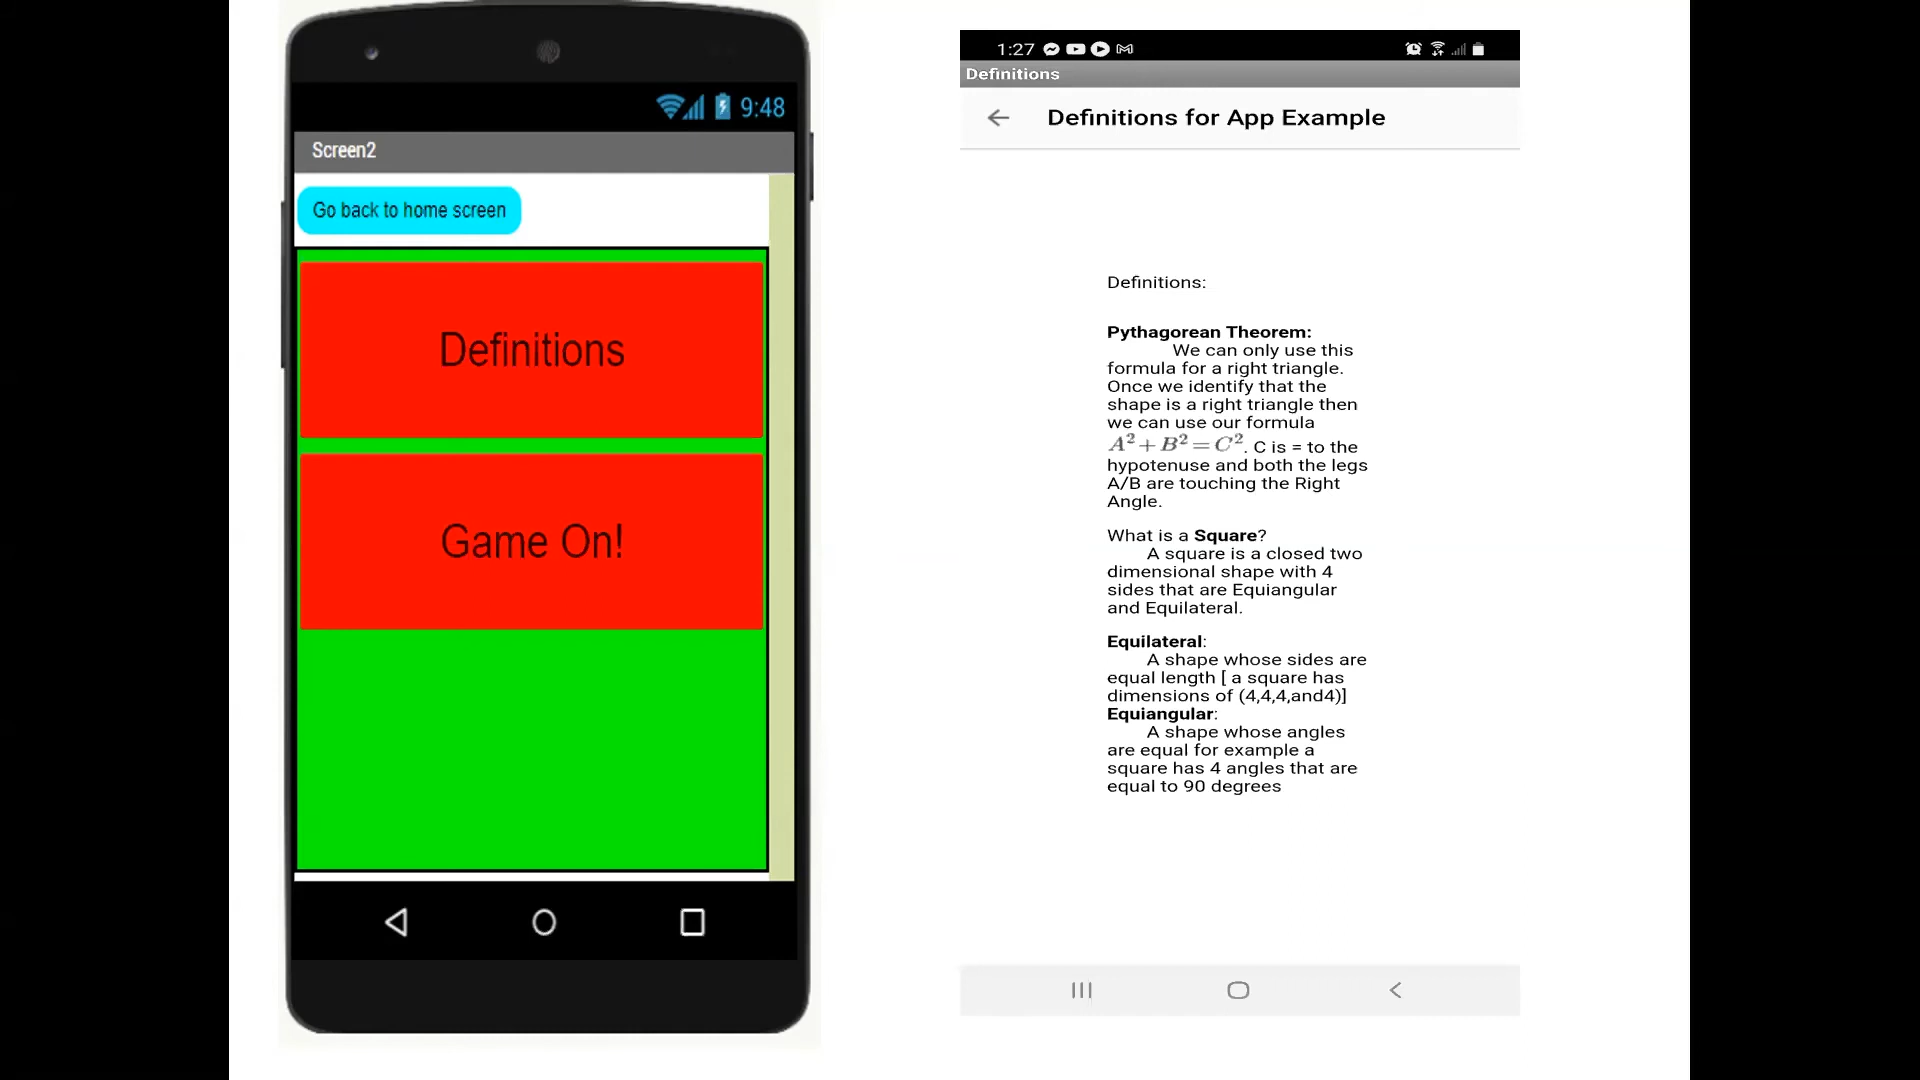 9:48
Screen2
Go back to home screen
Definitions
Game On!
1:27
Definitions
Definitions for App Example
Definitions:
Pythagorean Theorem:
We can only use this
formula for a right triangle.
Once we identify that the
shape is a right triangle then
we can use our formula
A² + B² = C². C is = to the
hypotenuse and both the legs
A/B are touching the Right
Angle.
What is a Square?
A square is a closed two
dimensional shape with 4
sides that are Equiangular
and Equilateral.
Equilateral:
A shape whose sides are
equal length [ a square has
dimensions of (4,4,4,and4)]
Equiangular:
A shape whose angles
are equal for example a
square has 4 angles that are
equal to 90 degrees